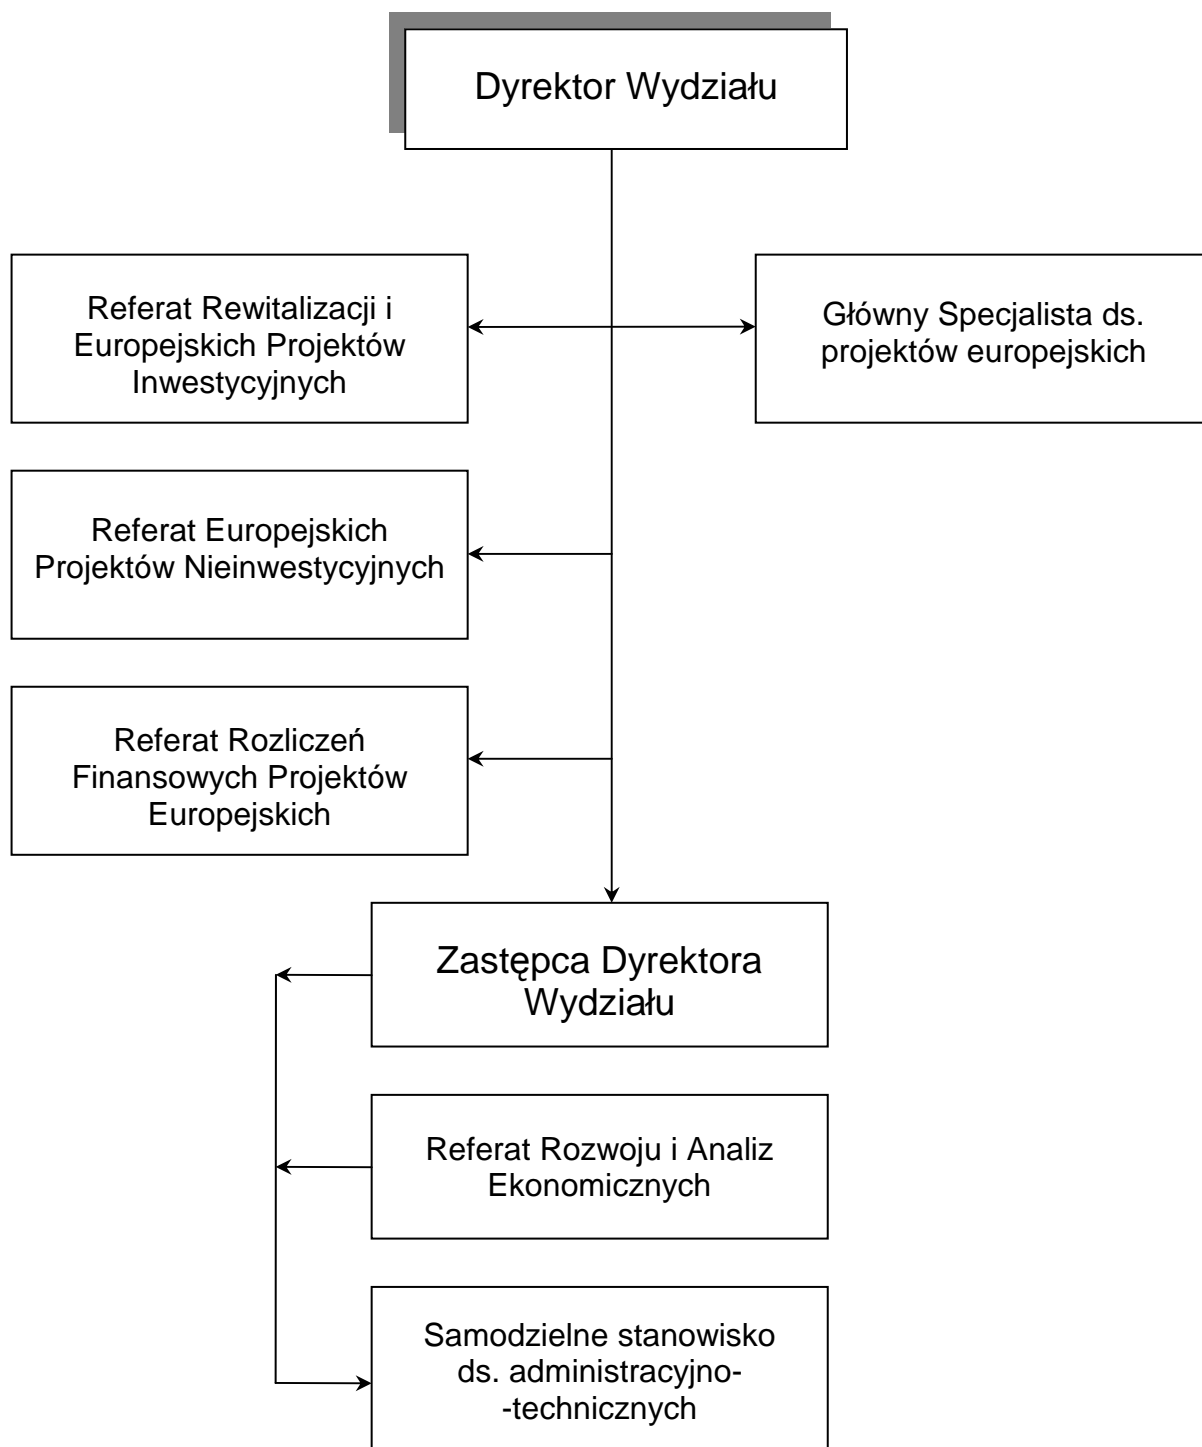 Dyrektor Wydziału
Referat Rewitalizacji i
Europejskich Projektów
Inwestycyjnych
Główny Specjalista ds.
projektów europejskich
Referat Europejskich
Projektów Nieinwestycyjnych
Referat Rozliczeń
Finansowych Projektów
Europejskich
Zastępca Dyrektora
Wydziału
Referat Rozwoju i Analiz
Ekonomicznych
Samodzielne stanowisko
ds. administracyjno-
-technicznych